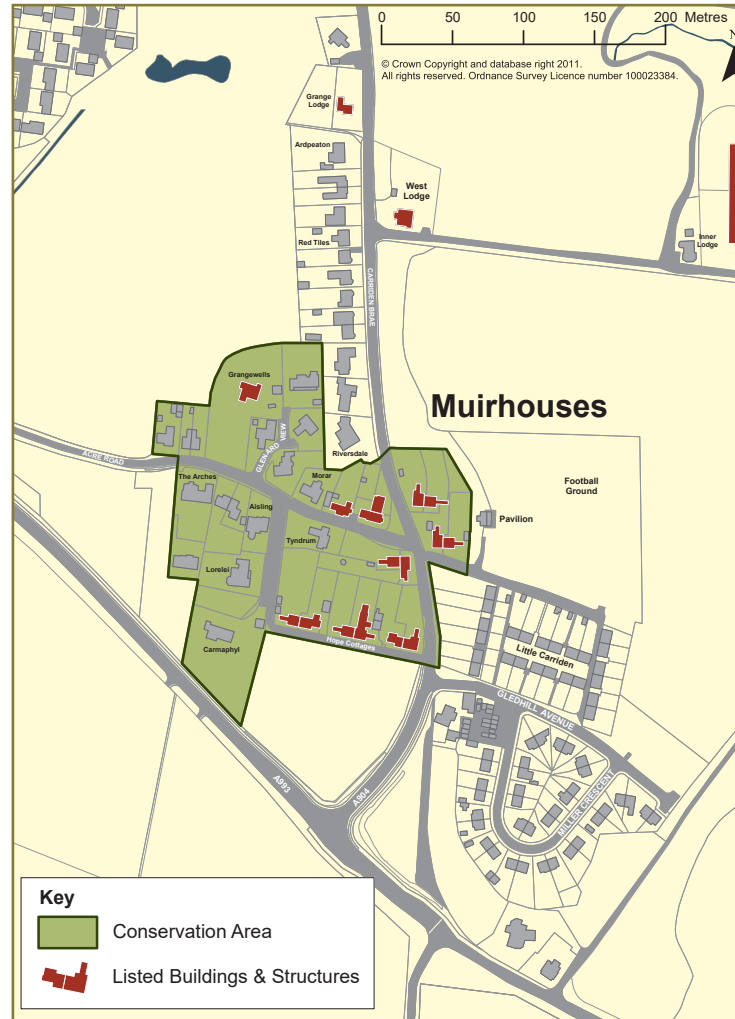 0 50 100 150 200 Metres
N
© Crown Copyright and database right 2011.
All rights reserved. Ordnance Survey Licence number 100023384.
Grange
Lodge
Ardpeaton
West
Lodge
Red Tiles
Inner
Lodge
CARRIDEN BRAE
Grangewells
Muirhouses
GLENARD VIEW
Riversdale
ACRE ROAD
The Arches
Morar
Football
Ground
Aisling
Pavilion
Tyndrum
Lorelei
Hope Cottages
Carmaphyl
Little Carriden
GLEDHILL AVENUE
A993
A904
MILLER CRESCENT
Key
Conservation Area
Listed Buildings & Structures